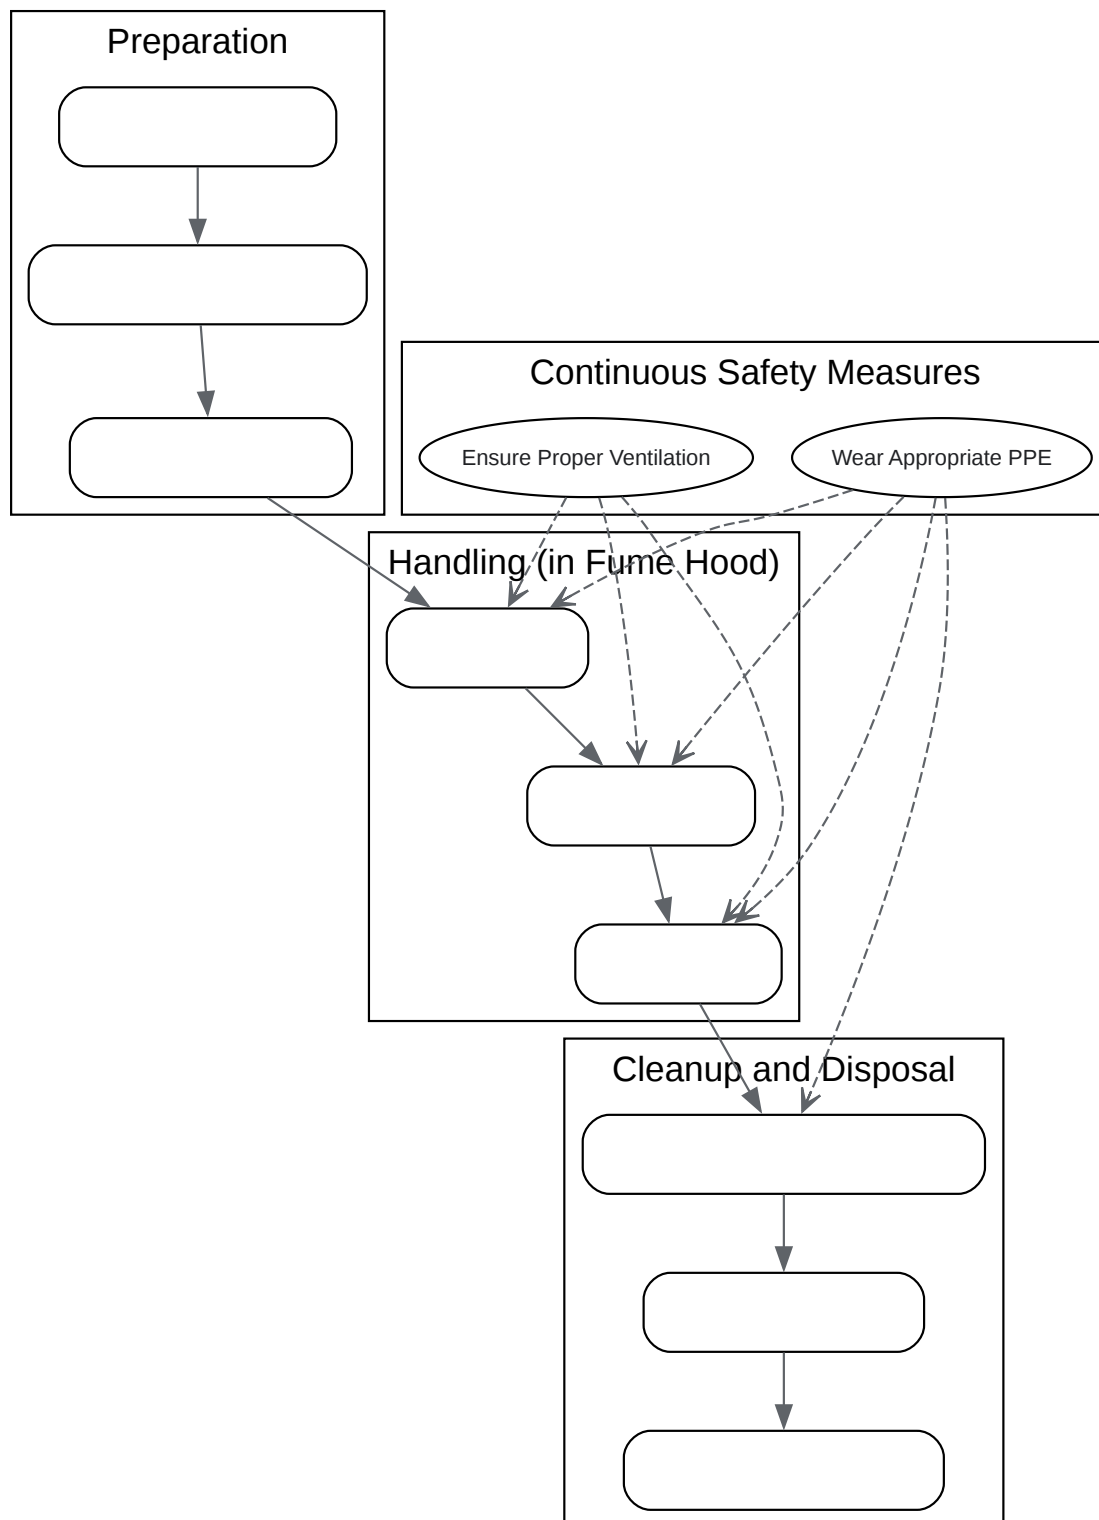 Preparation
Continuous Safety Measures
Ensure Proper Ventilation
Wear Appropriate PPE
Handling (in Fume Hood)
Cleanup and Disposal